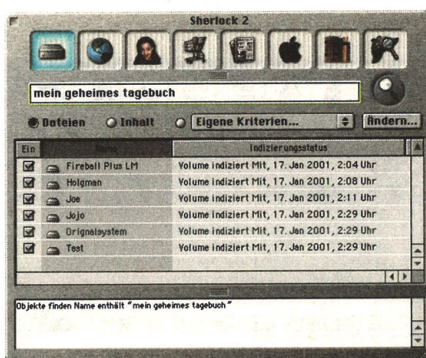 Sherlock 2
mein geheimes tagebuch
Dateien Inhalt Eigene Kriterien... Ändern...
Ein Name Indizierungsstatus
Fireball Plus LM Volume indiziert Mit, 17. Jan 2001, 2:04 Uhr
Holgman Volume indiziert Mit, 17. Jan 2001, 2:08 Uhr
Joe Volume indiziert Mit, 17. Jan 2001, 2:11 Uhr
Jojo Volume indiziert Mit, 17. Jan 2001, 2:29 Uhr
Orignalsystem Volume indiziert Mit, 17. Jan 2001, 2:29 Uhr
Test Volume indiziert Mit, 17. Jan 2001, 2:29 Uhr
Objekte finden Name enthält "mein geheimes tagebuch"